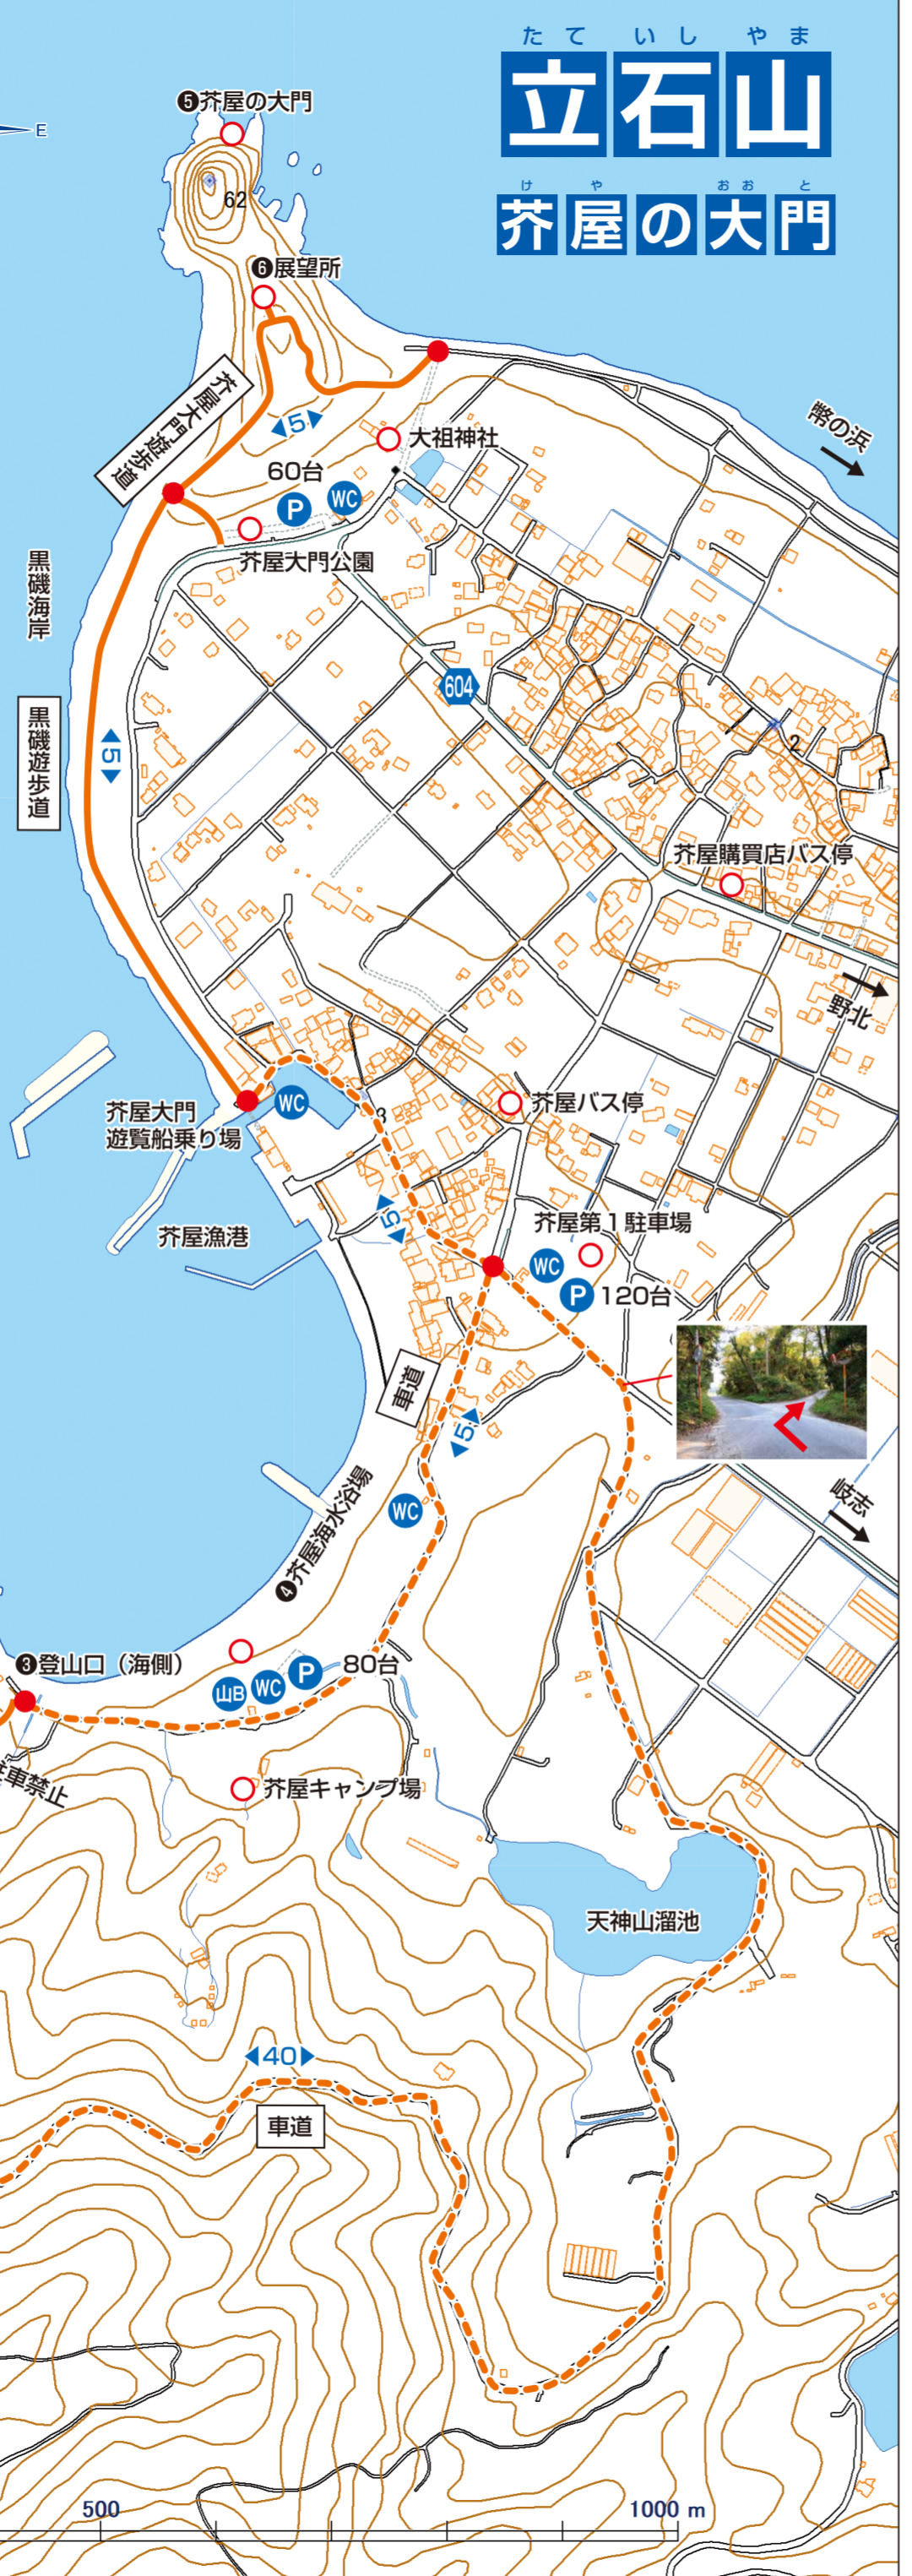 たていしやま
立石山
けやおおと
芥屋の大門
❺芥屋の大門
E
62
❻展望所
芥屋大門遊歩道
5
大祖神社
60台
P
WC
芥屋大門公園
幣の浜
黒磯海岸
黒磯遊歩道
5
604
2
芥屋購買店バス停
野北
WC
芥屋大門
遊覧船乗り場
3
芥屋バス停
芥屋漁港
5
芥屋第1駐車場
WC
P
120台
車道
5
WC
岐志
❹芥屋海水浴場
❸登山口（海側）
山B
WC
P
80台
車禁止
芥屋キャンプ場
天神山溜池
40
車道
500
1000 m